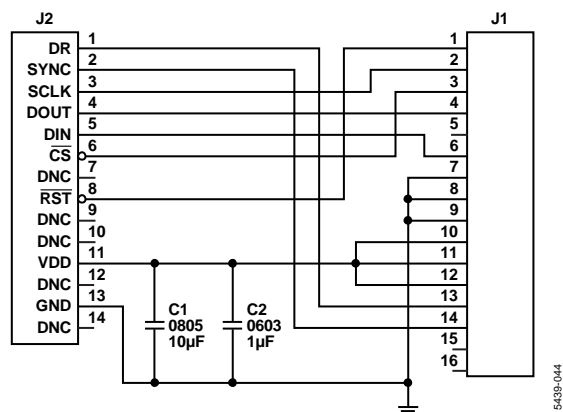 J2
J1
DR 1
SYNC 2
SCLK 3
DOUT 4
DIN 5
CS 6
DNC 7
RST 8
DNC 9
DNC 10
VDD 11
DNC 12
GND 13
DNC 14
1
2
3
4
5
6
7
8
9
10
11
12
13
14
15
16
C1
0805
10µF
C2
0603
1µF
5439-044